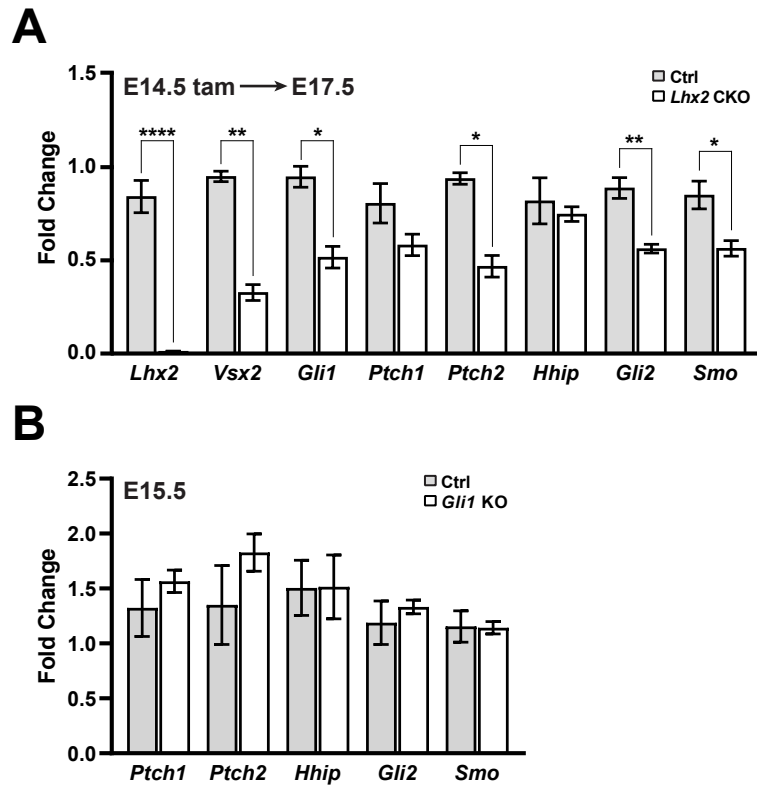 A
E14.5 tam → E17.5
Ctrl
Lhx2 CKO
Fold Change
1.5
1.0
0.5
0.0
**** ** * * ** *
Lhx2 Vsx2 Gli1 Ptch1 Ptch2 Hhip Gli2 Smo
B
E15.5
Ctrl
Gli1 KO
Fold Change
2.5
2.0
1.5
1.0
0.5
0.0
Ptch1 Ptch2 Hhip Gli2 Smo